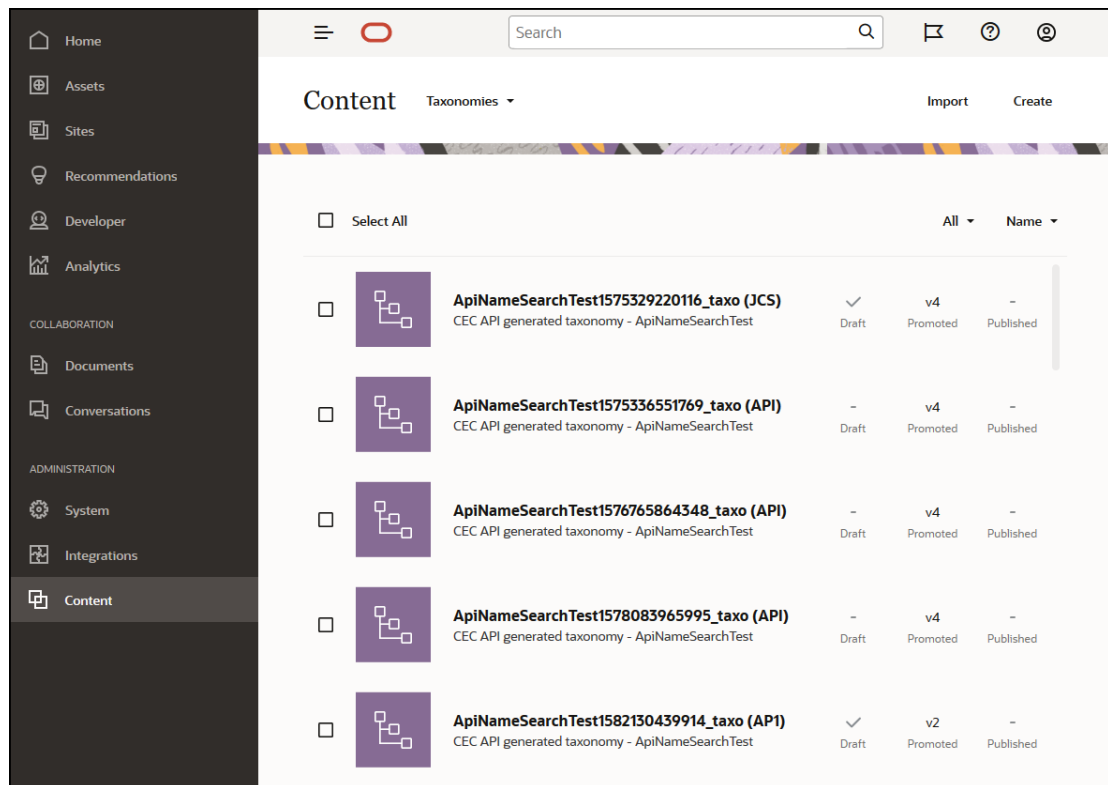 Home
Assets
Sites
Recommendations
Developer
Analytics
COLLABORATION
Documents
Conversations
ADMINISTRATION
System
Integrations
Content
Search
Content Taxonomies Import Create
Select All All Name
ApiNameSearchTest1575329220116_taxo (JCS)
CEC API generated taxonomy - ApiNameSearchTest
v4 -
Draft Promoted Published
ApiNameSearchTest1575336551769_taxo (API)
CEC API generated taxonomy - ApiNameSearchTest
- v4 -
Draft Promoted Published
ApiNameSearchTest1576765864348_taxo (API)
CEC API generated taxonomy - ApiNameSearchTest
- v4 -
Draft Promoted Published
ApiNameSearchTest1578083965995_taxo (API)
CEC API generated taxonomy - ApiNameSearchTest
- v4 -
Draft Promoted Published
ApiNameSearchTest1582130439914_taxo (AP1)
CEC API generated taxonomy - ApiNameSearchTest
v2 -
Draft Promoted Published